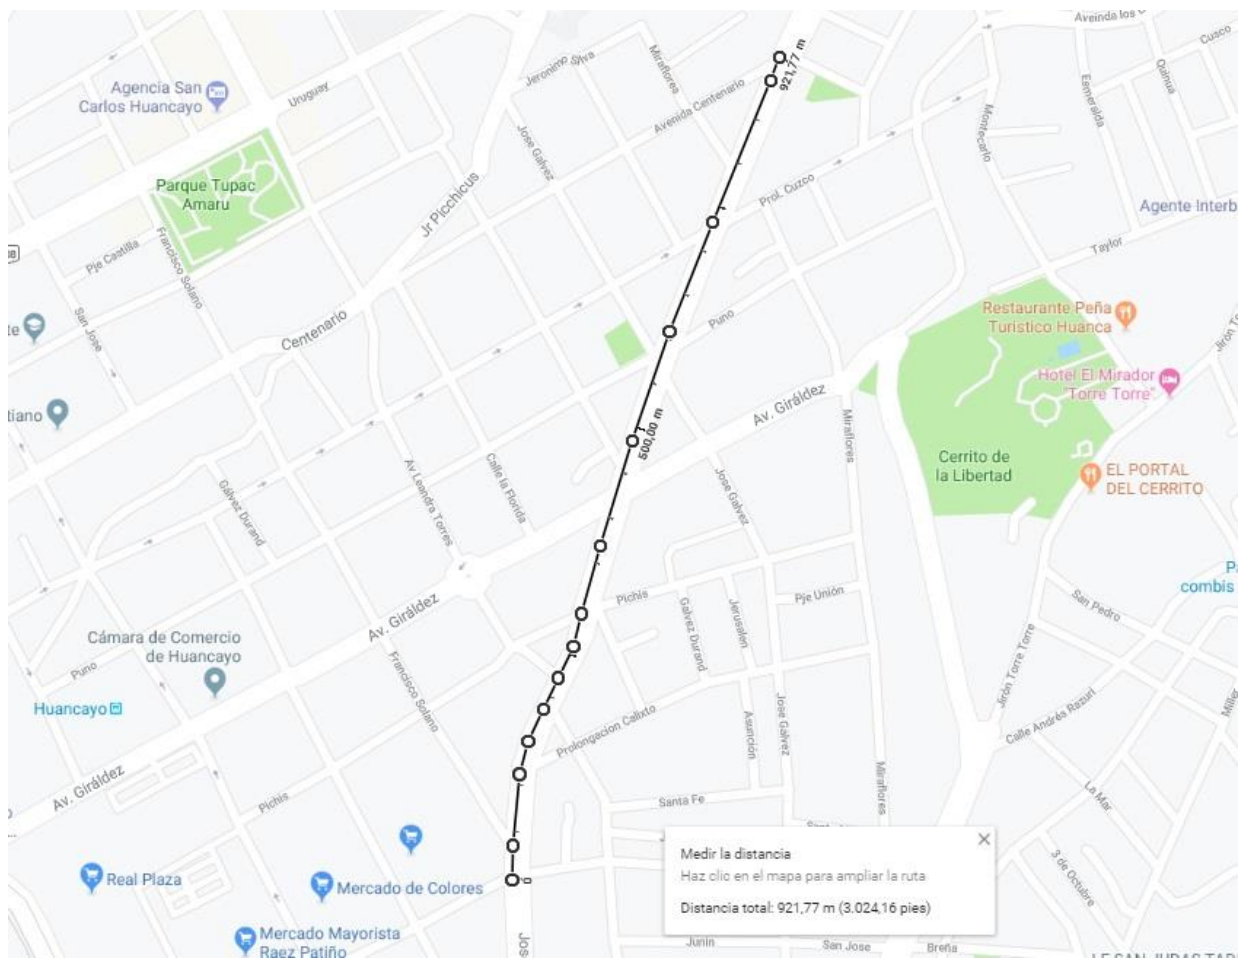 Aveinda los
Cusco
Quinua
Esmeralda
Miraflores
Jeronimo Sylva
921,77 m
Agencia San
Carlos Huancayo
Uruguay
Avenida Centenario
Jose Galvez
Montecarlo
Parque Tupac
Amaru
Jr Picchicus
Prol. Cuzco
Agente Interb
Taylor
Pje Castilla
Francisco Solano
San Jose
Centenario
Puno
Restaurante Peña
Turistico Huanca
Hotel El Mirador
"Torre Torre"
tiano
Av. Giráldez
Miraflores
500,00 m
Cerrito de
la Libertad
EL PORTAL
DEL CERRITO
Gálvez Durand
Av Leandra Torres
Calle la Florida
Jose Galvez
combis
San Pedro
Pichis
Pje Unión
Galvez Durand
Jerusalen
Av. Giráldez
Cámara de Comercio
de Huancayo
Puno
Huancayo
Francisco Solano
Jirón Torre Torre
Calle Andrés Razuri
Prolongacion Calixto
Asunción
Jose Galvez
Miraflores
Av. Giráldez
Pichis
Santa Fe
La Mar
3 de Octubre
Real Plaza
Mercado de Colores
0
Mercado Mayorista
Raez Patiño
Medir la distancia
Haz clic en el mapa para ampliar la ruta
Distancia total: 921,77 m (3.024,16 pies)
Junin
San Jose
Breña